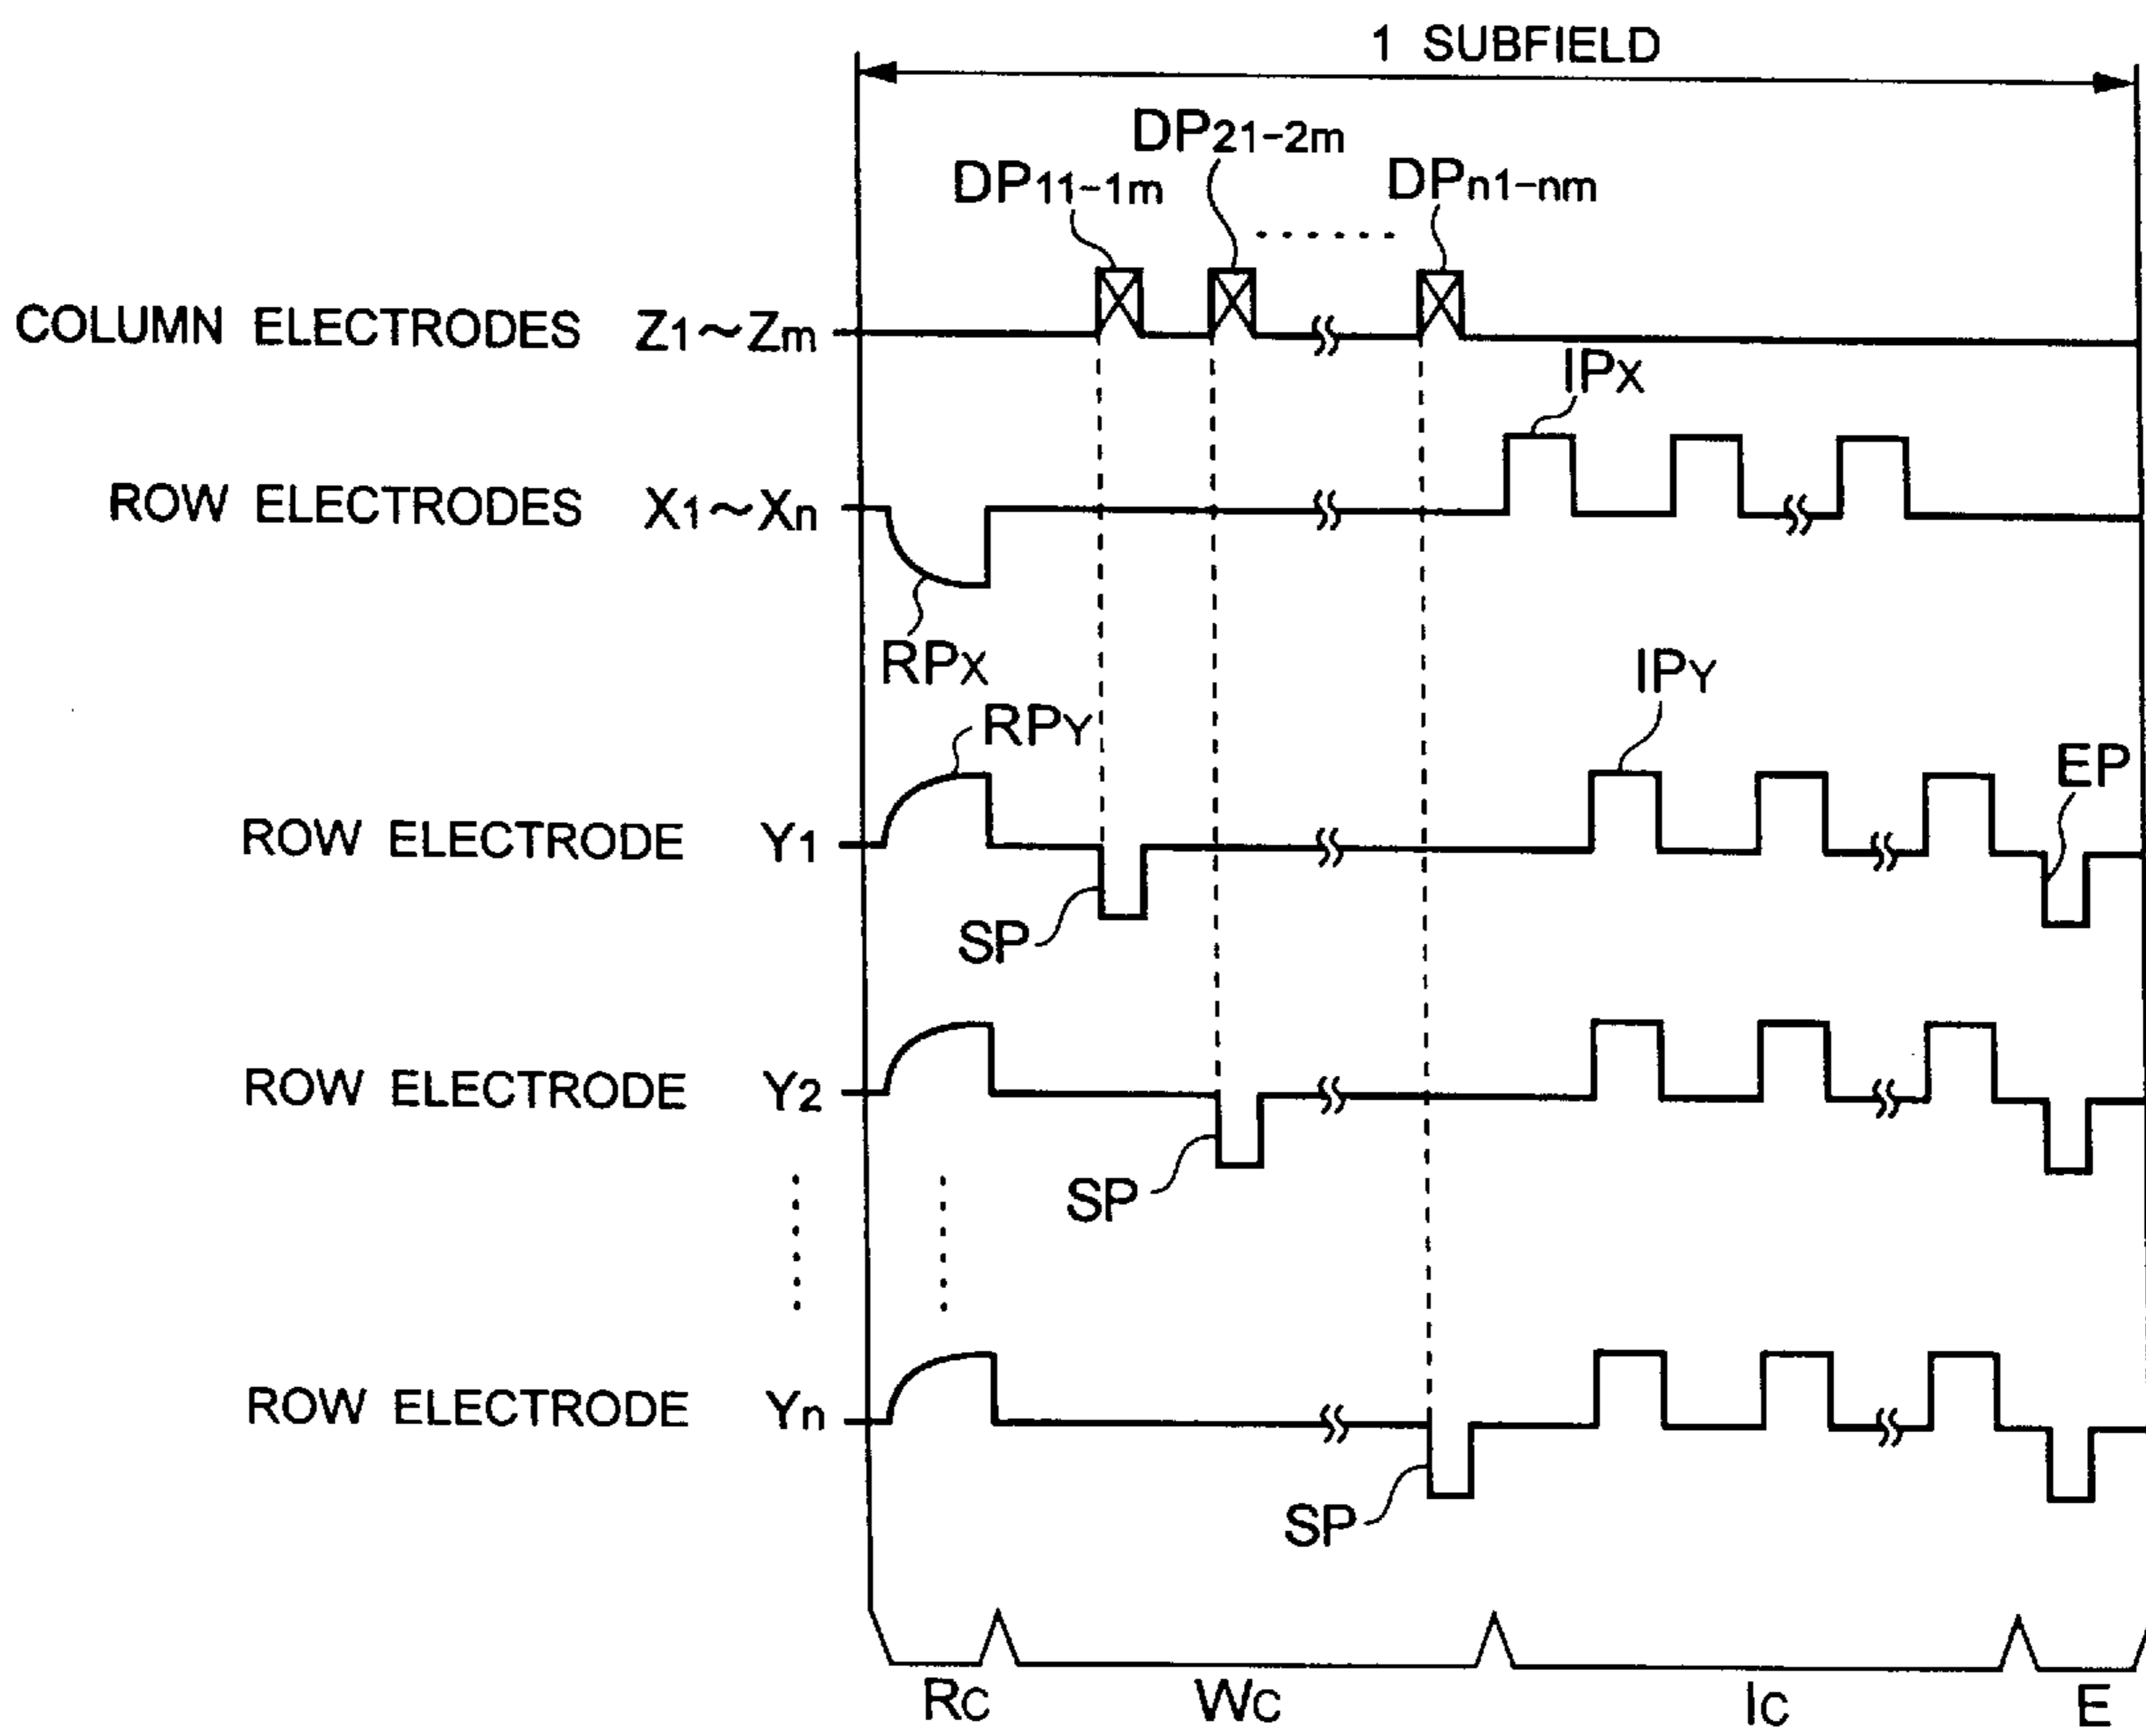 1 SUBFIELD
DP21-2m
DP11-1m
DPn1-nm
COLUMN ELECTRODES Z1~Zm
IPX
ROW ELECTRODES X1~Xn
RPX
IPY
RPY
EP
ROW ELECTRODE Y1
SP
ROW ELECTRODE Y2
SP
ROW ELECTRODE Yn
SP
RC WC IC E